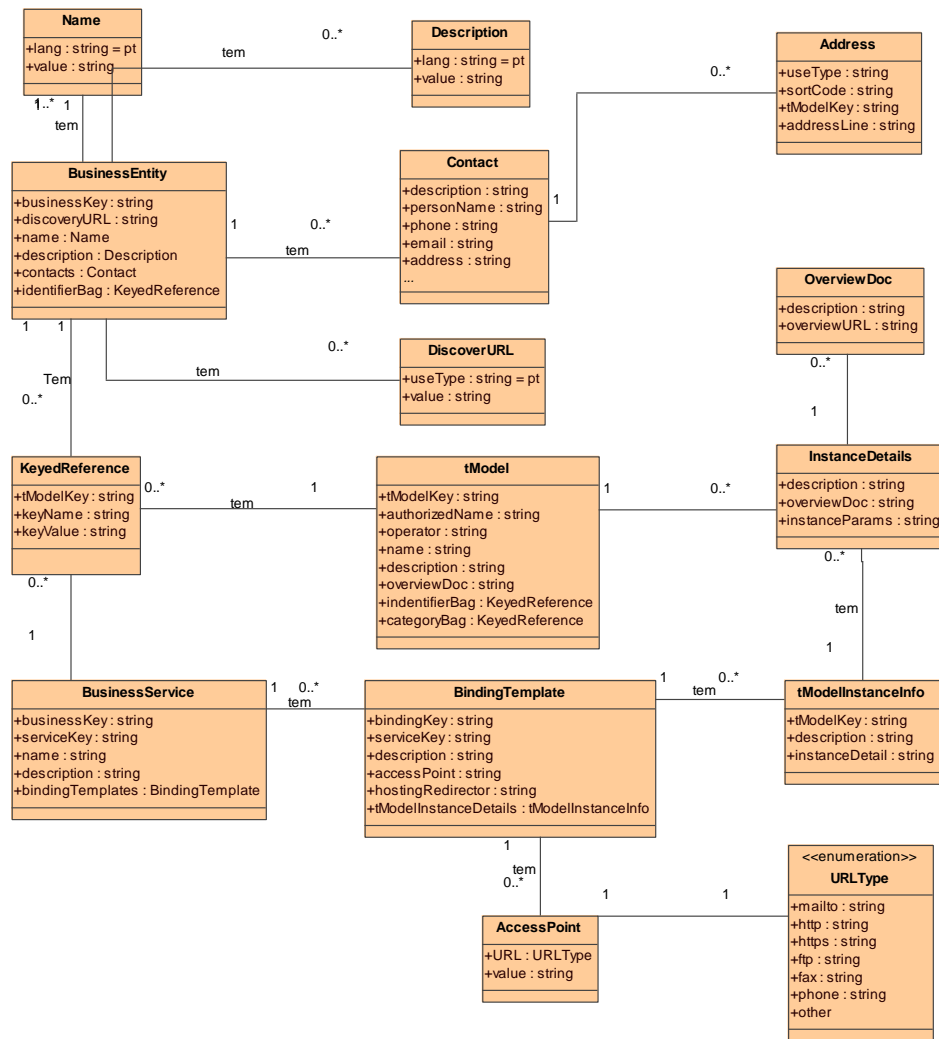 Name
+lang : string = pt
+value : string
tem
0..*
Description
+lang : string = pt
+value : string
Address
+useType : string
+sortCode : string
+tModelKey : string
+addressLine : string
0..*
1..*
1
1
tem
BusinessEntity
+businessKey : string
+discoveryURL : string
+name : Name
+description : Description
+contacts : Contact
+identifierBag : KeyedReference
1
0..*
tem
Contact
+description : string
+personName : string
+phone : string
+email : string
+address : string
...
1
OverviewDoc
+description : string
+overviewURL : string
0..*
1
1
1
0..*
tem
DiscoverURL
+useType : string = pt
+value : string
Tem
0..*
KeyedReference
+tModelKey : string
+keyName : string
+keyValue : string
0..*
1
tem
tModel
+tModelKey : string
+authorizedName : string
+operator : string
+name : string
+description : string
+overviewDoc : string
+indentifierBag : KeyedReference
+categoryBag : KeyedReference
1
0..*
InstanceDetails
+description : string
+overviewDoc : string
+instanceParams : string
0..*
tem
1
0..*
1
BusinessService
+businessKey : string
+serviceKey : string
+name : string
+description : string
+bindingTemplates : BindingTemplate
1
0..*
tem
BindingTemplate
+bindingKey : string
+serviceKey : string
+description : string
+accessPoint : string
+hostingRedirector : string
+tModelInstanceDetails : tModelInstanceInfo
1
0..*
tem
tModelInstanceInfo
+tModelKey : string
+description : string
+instanceDetail : string
1
tem
0..*
AccessPoint
+URL : URLType
+value : string
1
1
<<enumeration>>
URLType
+mailto : string
+http : string
+https : string
+ftp : string
+fax : string
+phone : string
+other